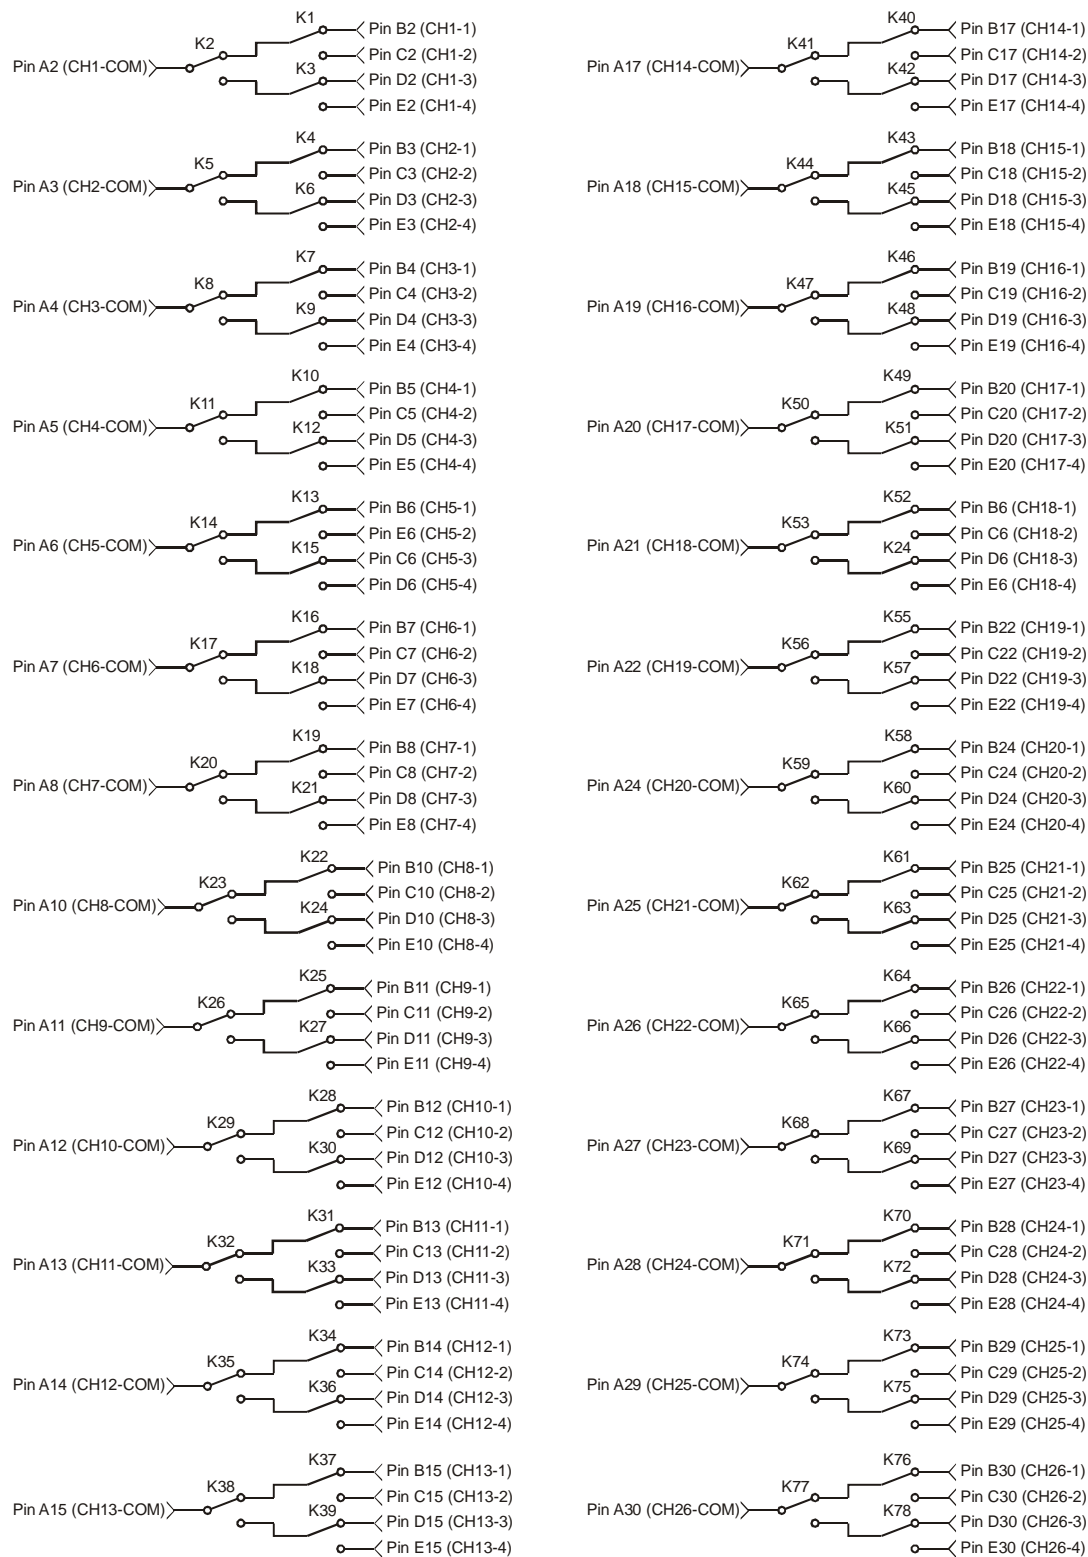 K1
Pin B2 (CH1-1)
K2
Pin C2 (CH1-2)
Pin A2 (CH1-COM)
K3
Pin D2 (CH1-3)
Pin E2 (CH1-4)
K4
Pin B3 (CH2-1)
K5
Pin C3 (CH2-2)
Pin A3 (CH2-COM)
K6
Pin D3 (CH2-3)
Pin E3 (CH2-4)
K7
Pin B4 (CH3-1)
K8
Pin C4 (CH3-2)
Pin A4 (CH3-COM)
K9
Pin D4 (CH3-3)
Pin E4 (CH3-4)
K10
Pin B5 (CH4-1)
K11
Pin C5 (CH4-2)
Pin A5 (CH4-COM)
K12
Pin D5 (CH4-3)
Pin E5 (CH4-4)
K13
Pin B6 (CH5-1)
K14
Pin E6 (CH5-2)
Pin A6 (CH5-COM)
K15
Pin C6 (CH5-3)
Pin D6 (CH5-4)
K16
Pin B7 (CH6-1)
K17
Pin C7 (CH6-2)
Pin A7 (CH6-COM)
K18
Pin D7 (CH6-3)
Pin E7 (CH6-4)
K19
Pin B8 (CH7-1)
K20
Pin C8 (CH7-2)
Pin A8 (CH7-COM)
K21
Pin D8 (CH7-3)
Pin E8 (CH7-4)
K22
Pin B10 (CH8-1)
K23
Pin C10 (CH8-2)
Pin A10 (CH8-COM)
K24
Pin D10 (CH8-3)
Pin E10 (CH8-4)
K25
Pin B11 (CH9-1)
K26
Pin C11 (CH9-2)
Pin A11 (CH9-COM)
K27
Pin D11 (CH9-3)
Pin E11 (CH9-4)
K28
Pin B12 (CH10-1)
K29
Pin C12 (CH10-2)
Pin A12 (CH10-COM)
K30
Pin D12 (CH10-3)
Pin E12 (CH10-4)
K31
Pin B13 (CH11-1)
K32
Pin C13 (CH11-2)
Pin A13 (CH11-COM)
K33
Pin D13 (CH11-3)
Pin E13 (CH11-4)
K34
Pin B14 (CH12-1)
K35
Pin C14 (CH12-2)
Pin A14 (CH12-COM)
K36
Pin D14 (CH12-3)
Pin E14 (CH12-4)
K37
Pin B15 (CH13-1)
K38
Pin C15 (CH13-2)
Pin A15 (CH13-COM)
K39
Pin D15 (CH13-3)
Pin E15 (CH13-4)
K40
Pin B17 (CH14-1)
K41
Pin C17 (CH14-2)
Pin A17 (CH14-COM)
K42
Pin D17 (CH14-3)
Pin E17 (CH14-4)
K43
Pin B18 (CH15-1)
K44
Pin C18 (CH15-2)
Pin A18 (CH15-COM)
K45
Pin D18 (CH15-3)
Pin E18 (CH15-4)
K46
Pin B19 (CH16-1)
K47
Pin C19 (CH16-2)
Pin A19 (CH16-COM)
K48
Pin D19 (CH16-3)
Pin E19 (CH16-4)
K49
Pin B20 (CH17-1)
K50
Pin C20 (CH17-2)
Pin A20 (CH17-COM)
K51
Pin D20 (CH17-3)
Pin E20 (CH17-4)
K52
Pin B6 (CH18-1)
K53
Pin C6 (CH18-2)
Pin A21 (CH18-COM)
K24
Pin D6 (CH18-3)
Pin E6 (CH18-4)
K55
Pin B22 (CH19-1)
K56
Pin C22 (CH19-2)
Pin A22 (CH19-COM)
K57
Pin D22 (CH19-3)
Pin E22 (CH19-4)
K58
Pin B24 (CH20-1)
K59
Pin C24 (CH20-2)
Pin A24 (CH20-COM)
K60
Pin D24 (CH20-3)
Pin E24 (CH20-4)
K61
Pin B25 (CH21-1)
K62
Pin C25 (CH21-2)
Pin A25 (CH21-COM)
K63
Pin D25 (CH21-3)
Pin E25 (CH21-4)
K64
Pin B26 (CH22-1)
K65
Pin C26 (CH22-2)
Pin A26 (CH22-COM)
K66
Pin D26 (CH22-3)
Pin E26 (CH22-4)
K67
Pin B27 (CH23-1)
K68
Pin C27 (CH23-2)
Pin A27 (CH23-COM)
K69
Pin D27 (CH23-3)
Pin E27 (CH23-4)
K70
Pin B28 (CH24-1)
K71
Pin C28 (CH24-2)
Pin A28 (CH24-COM)
K72
Pin D28 (CH24-3)
Pin E28 (CH24-4)
K73
Pin B29 (CH25-1)
K74
Pin C29 (CH25-2)
Pin A29 (CH25-COM)
K75
Pin D29 (CH25-3)
Pin E29 (CH25-4)
K76
Pin B30 (CH26-1)
K77
Pin C30 (CH26-2)
Pin A30 (CH26-COM)
K78
Pin D30 (CH26-3)
Pin E30 (CH26-4)